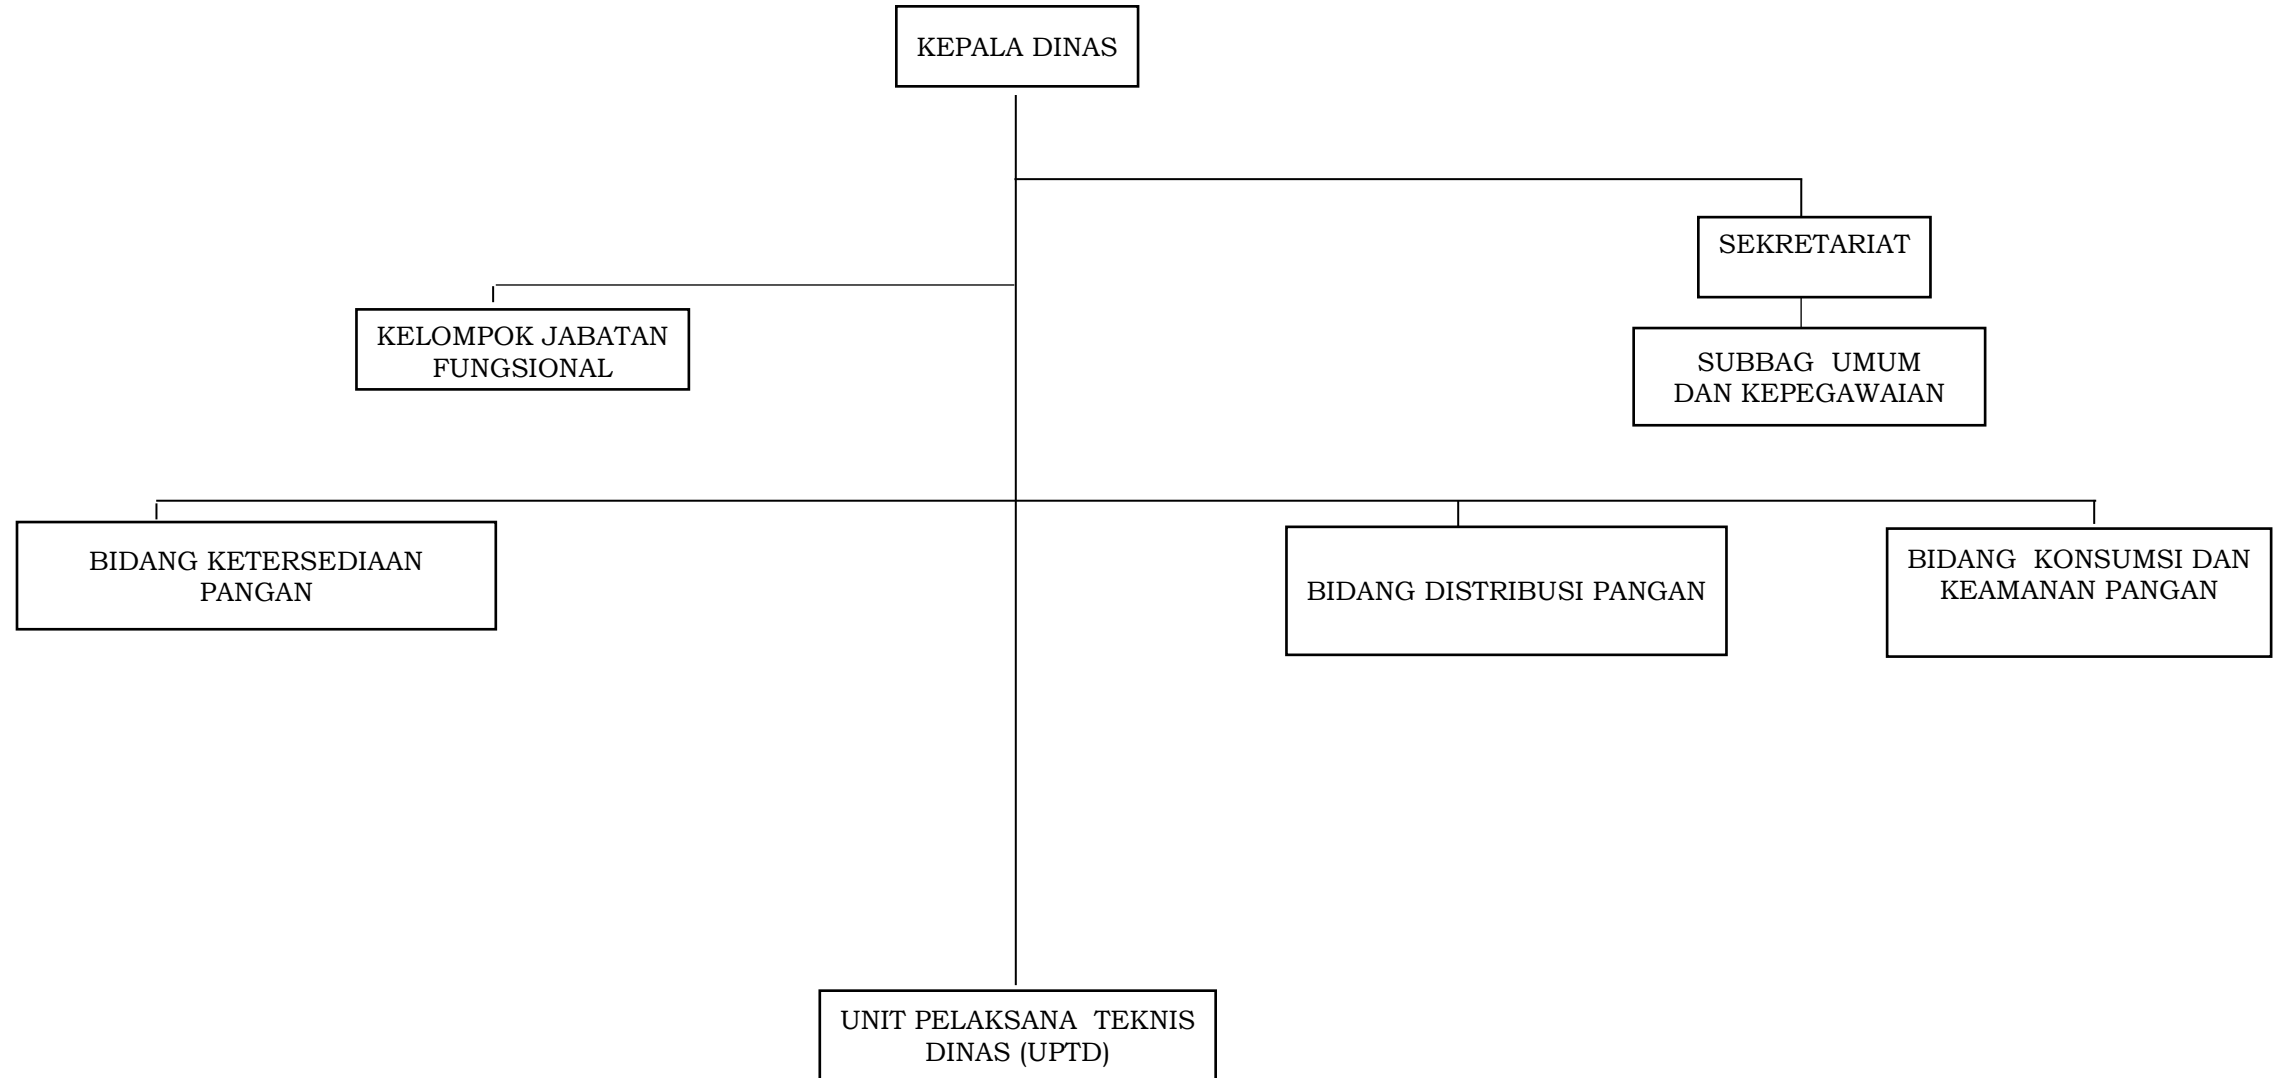 KEPALA DINAS
SEKRETARIAT
KELOMPOK JABATAN
FUNGSIONAL
SUBBAG  UMUM
DAN KEPEGAWAIAN
BIDANG KETERSEDIAAN
PANGAN
BIDANG DISTRIBUSI PANGAN
BIDANG  KONSUMSI DAN
KEAMANAN PANGAN
UNIT PELAKSANA  TEKNIS
DINAS (UPTD)